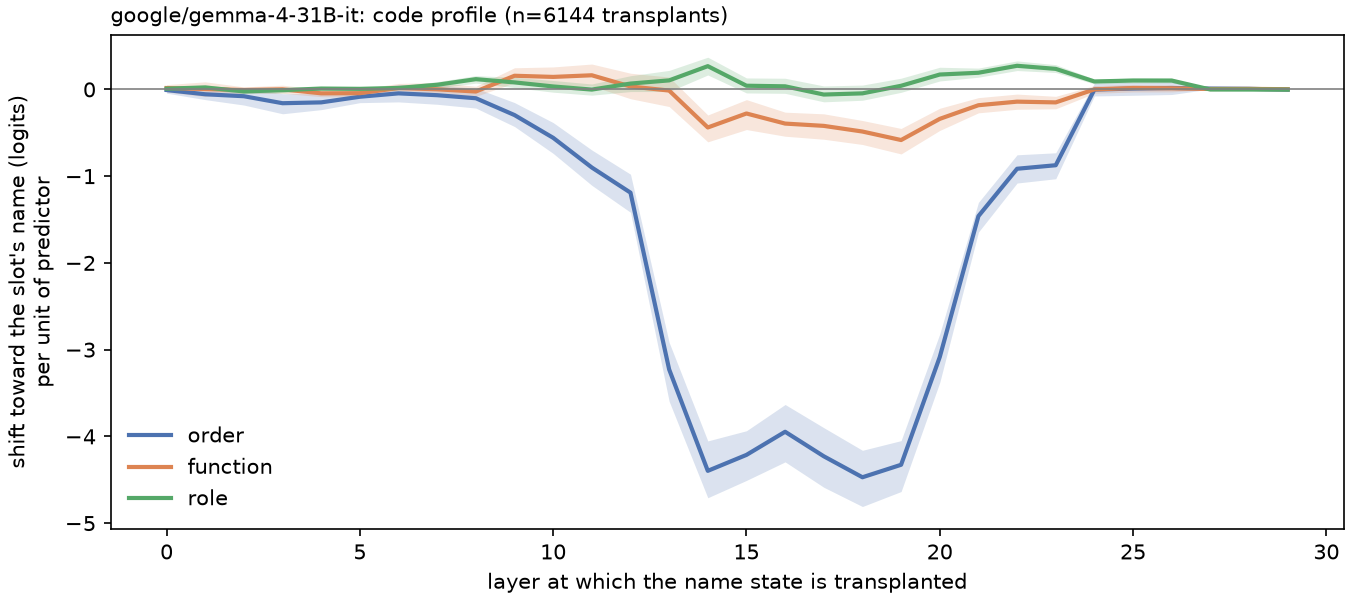 google/gemma-4-31B-it: code profile (n=6144 transplants)
shift toward the slot's name (logits)
per unit of predictor
0
−1
−2
−3
−4
−5
order
function
role
0
5
10
15
20
25
30
layer at which the name state is transplanted